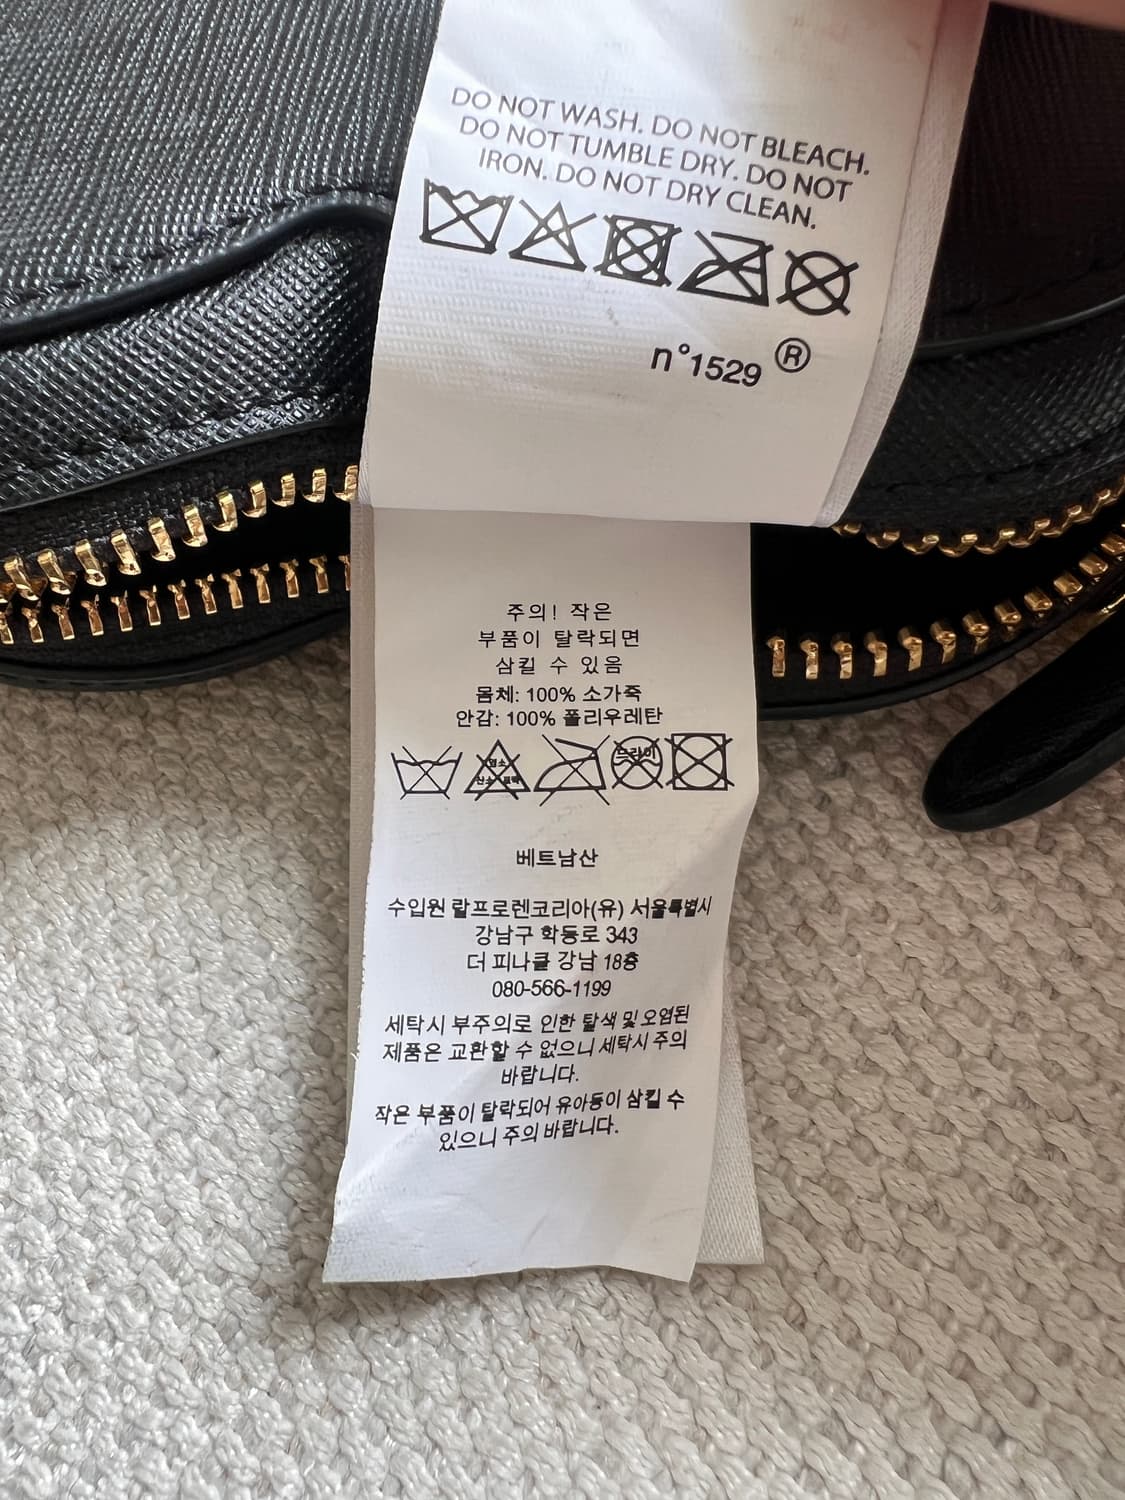 DO NOT WASH. DO NOT BLEACH.
DO NOT TUMBLE DRY. DO NOT
IRON. DO NOT DRY CLEAN.
n°1529 ®
주의! 작은
부품이 탈락되면
삼킬 수 있음
몸체: 100% 소가죽
안감: 100% 폴리우레탄
드라이
베트남산
수입원 랄프로렌코리아(유) 서울특별시
강남구 학동로 343
더 피나클 강남 18층
080-566-1199
세탁시 부주의로 인한 탈색 및 오염된
제품은 교환할 수 없으니 세탁시 주의
바랍니다.
작은 부품이 탈락되어 유아등이 삼킬 수
있으니 주의 바랍니다.